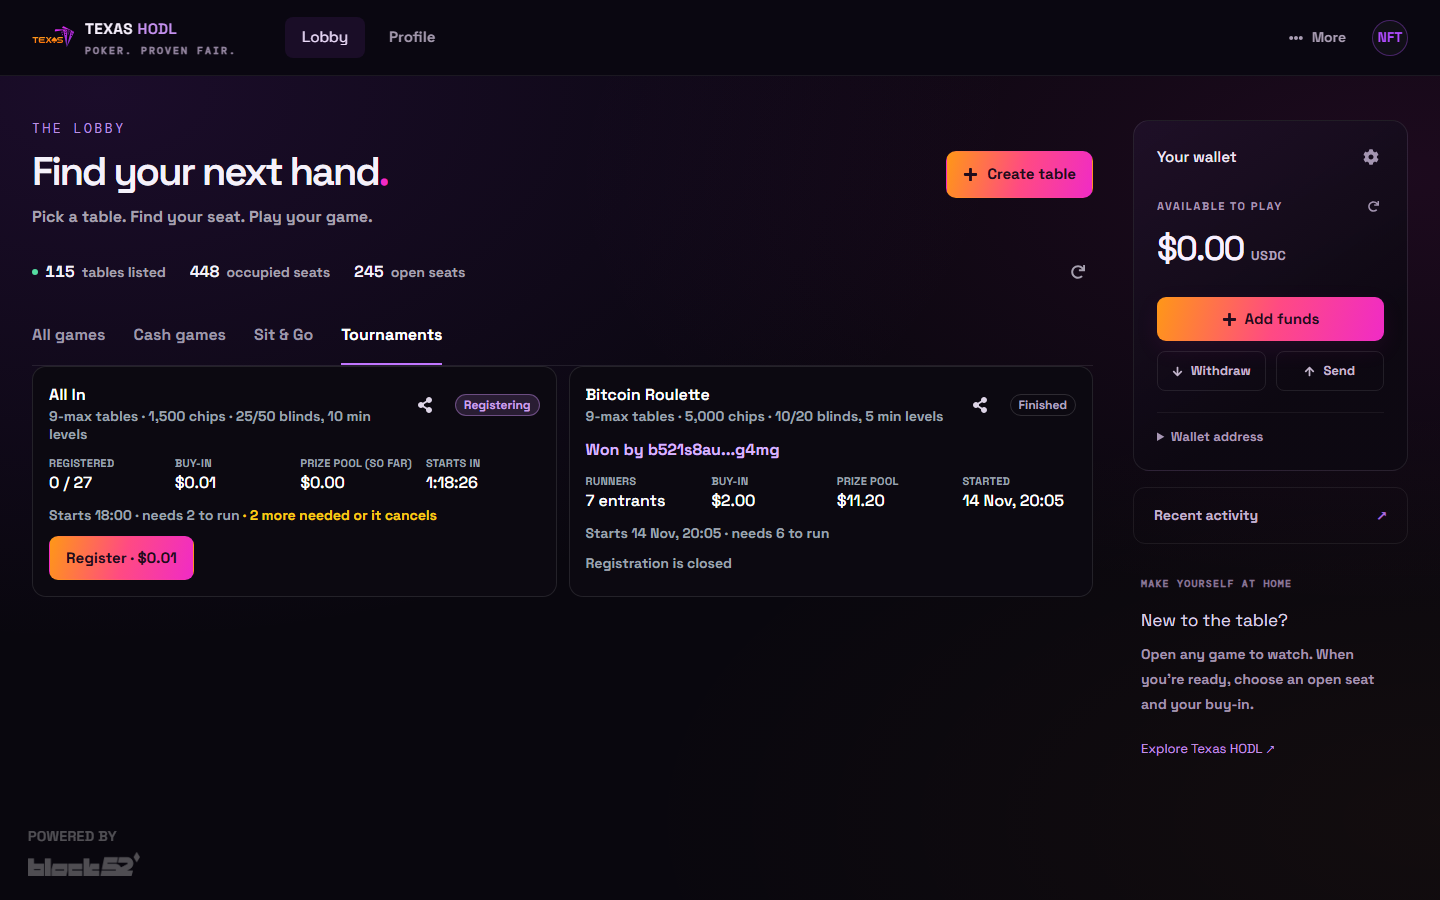 TEXAS
TEXAS HODL
POKER. PROVEN FAIR.
Lobby
Profile
More
NFT
THE LOBBY
Find your next hand.
Pick a table. Find your seat. Play your game.
Create table
115 tables listed
448 occupied seats
245 open seats
All games
Cash games
Sit & Go
Tournaments
All In
9-max tables · 1,500 chips · 25/50 blinds, 10 min
levels
Registering
REGISTERED
BUY-IN
PRIZE POOL (SO FAR)
STARTS IN
0 / 27
$0.01
$0.00
1:18:26
Starts 18:00 · needs 2 to run · 2 more needed or it cancels
Register · $0.01
Bitcoin Roulette
9-max tables · 5,000 chips · 10/20 blinds, 5 min levels
Finished
Won by b521s8au...g4mg
RUNNERS
BUY-IN
PRIZE POOL
STARTED
7 entrants
$2.00
$11.20
14 Nov, 20:05
Starts 14 Nov, 20:05 · needs 6 to run
Registration is closed
Your wallet
AVAILABLE TO PLAY
$0.00 USDC
Add funds
Withdraw
Send
Wallet address
Recent activity
MAKE YOURSELF AT HOME
New to the table?
Open any game to watch. When
you're ready, choose an open seat
and your buy-in.
Explore Texas HODL ↗
POWERED BY
block52